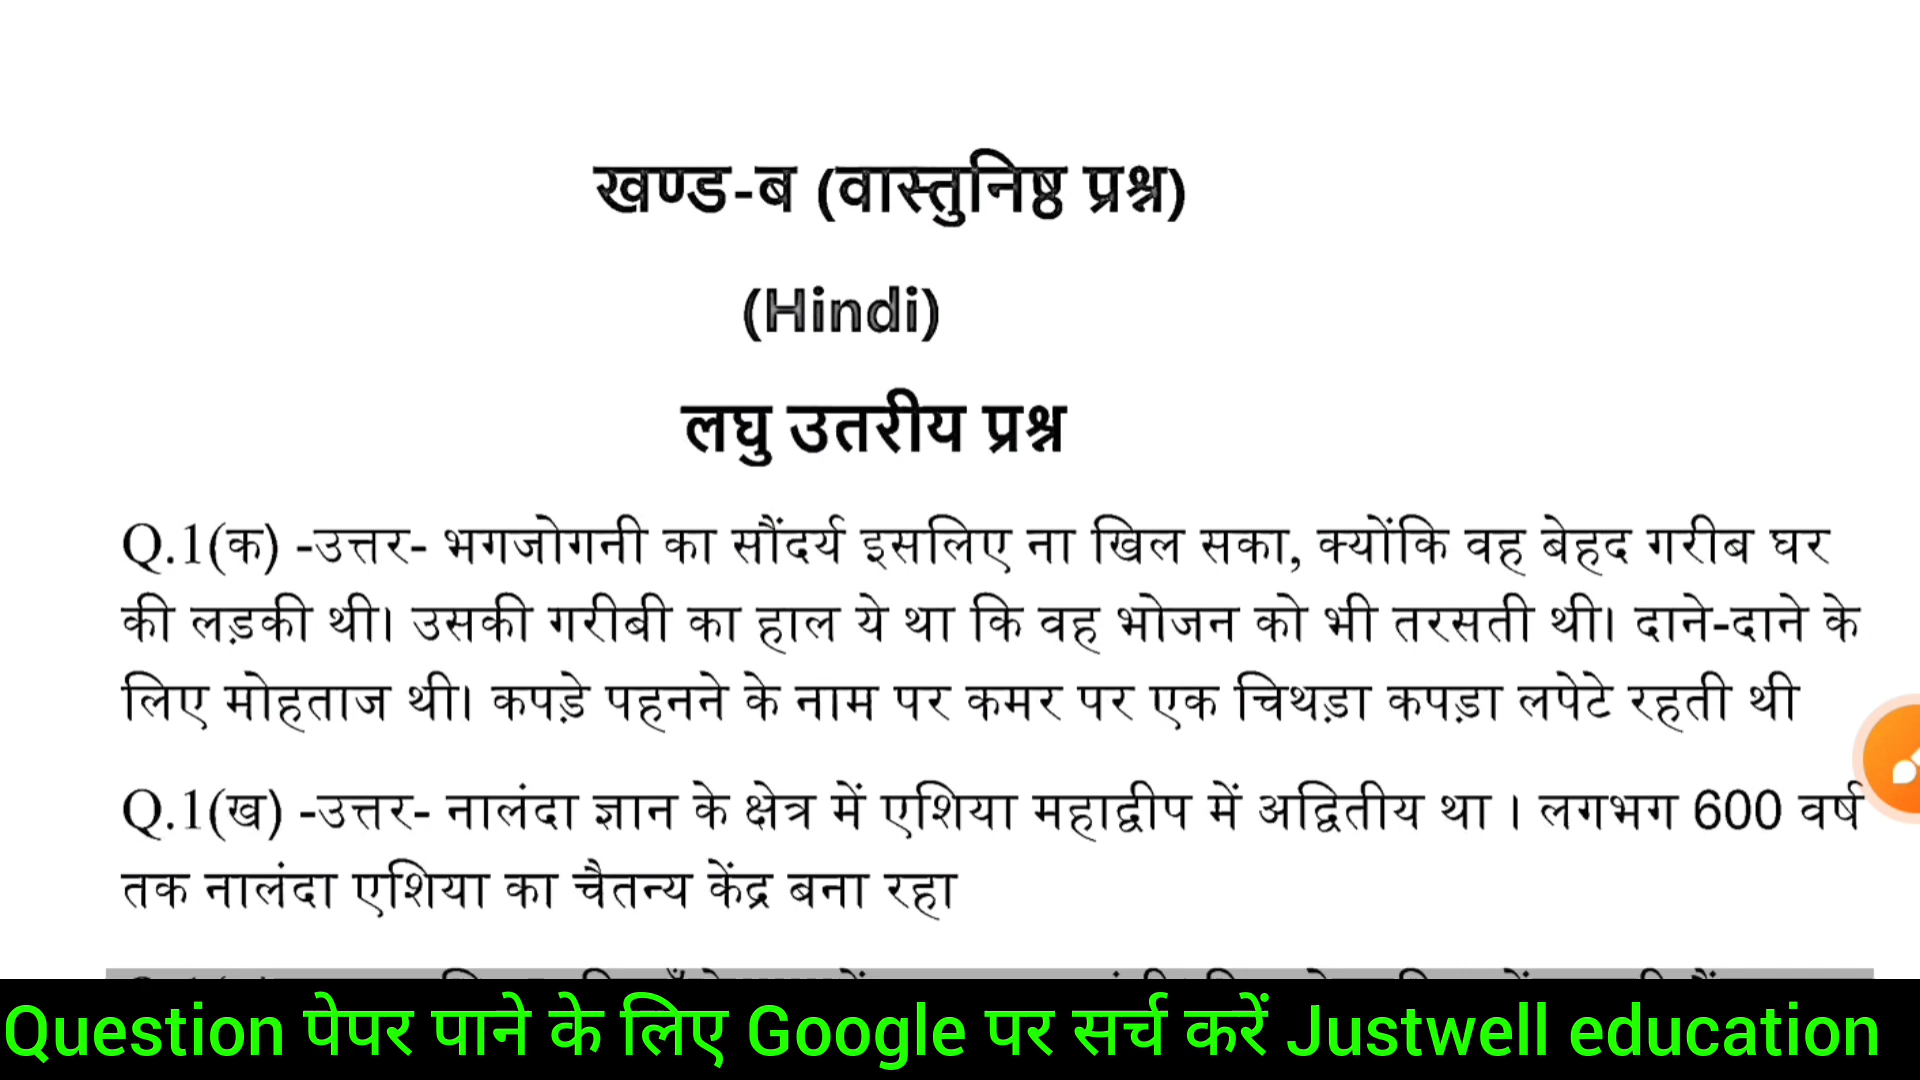 खण्ड-ब (वास्तुनिष्ठ प्रश्न)
(Hindi)
लघु उतरीय प्रश्न
Q.1(क) -उत्तर- भगजोगनी का सौंदर्य इसलिए ना खिल सका, क्योंकि वह बेहद गरीब घर
की लड़की थी। उसकी गरीबी का हाल ये था कि वह भोजन को भी तरसती थी। दाने-दाने के
लिए मोहताज थी। कपड़े पहनने के नाम पर कमर पर एक चिथड़ा कपड़ा लपेटे रहती थी
Q.1(ख) -उत्तर- नालंदा ज्ञान के क्षेत्र में एशिया महाद्वीप में अद्वितीय था । लगभग 600 वर्ष
तक नालंदा एशिया का चैतन्य केंद्र बना रहा
Question पेपर पाने के लिए Google पर सर्च करें Justwell education